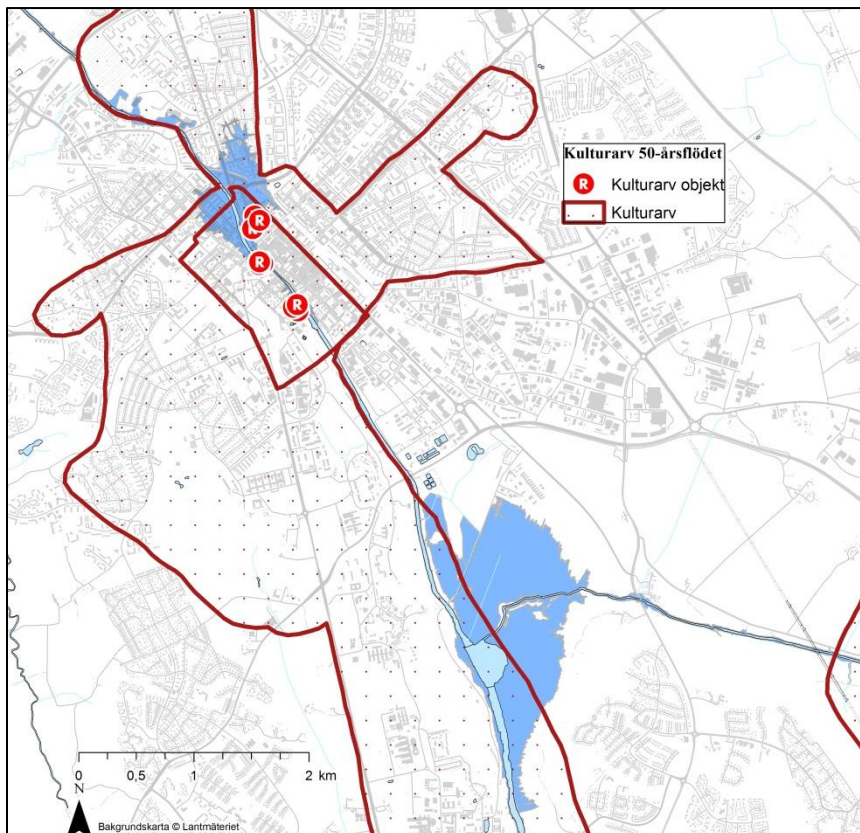 Kulturarv 50-årsflödet
R Kulturarv objekt
Kulturarv
R
R
R
0 0,5 1 2 km
N
Bakgrundskarta © Lantmäteriet